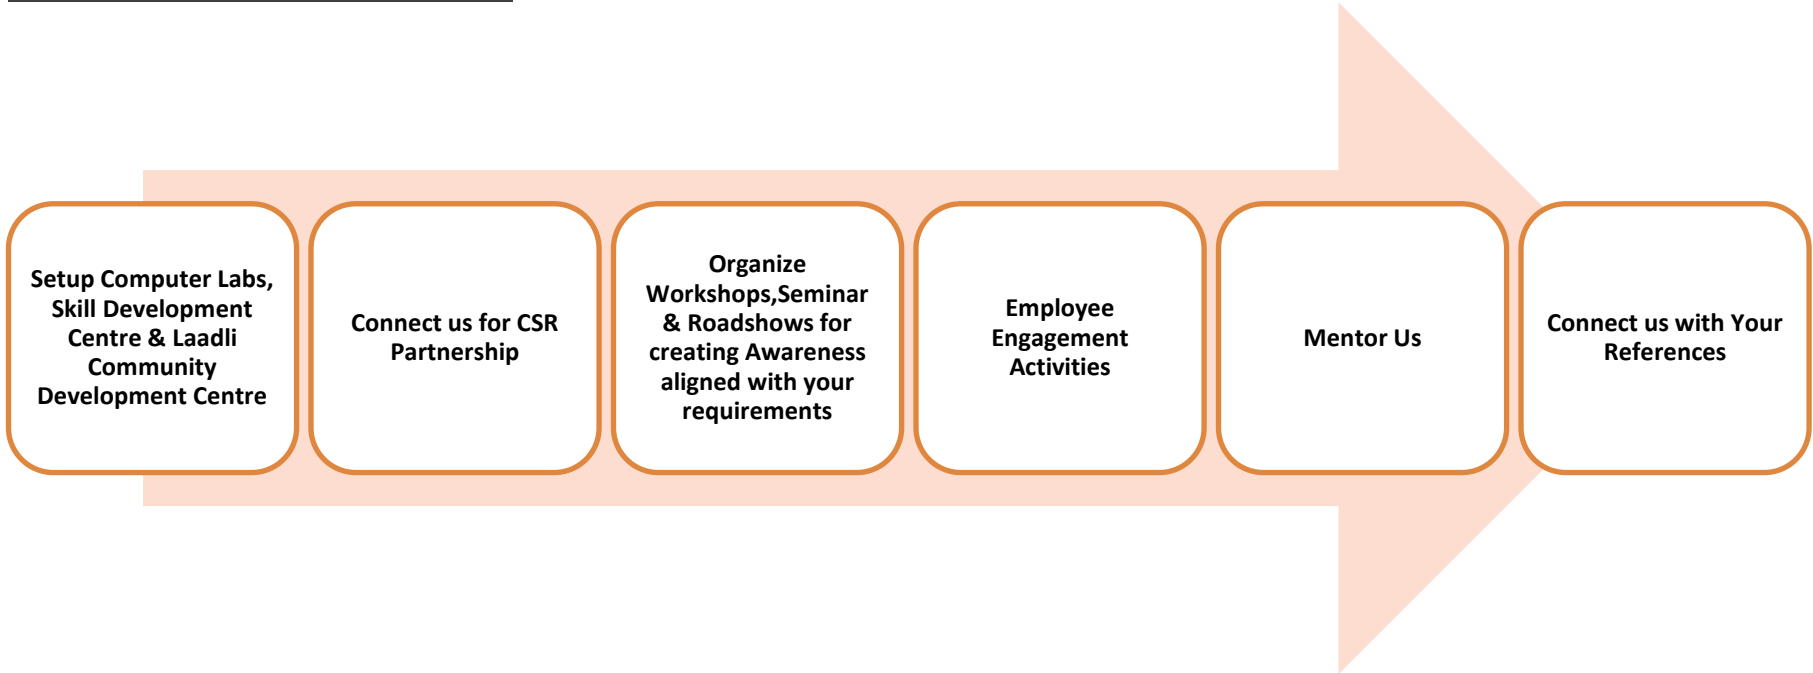 Setup Computer Labs,
Skill Development
Centre & Laadli
Community
Development Centre
Connect us for CSR
Partnership
Organize
Workshops,Seminar
& Roadshows for
creating Awareness
aligned with your
requirements
Employee
Engagement
Activities
Mentor Us
Connect us with Your
References